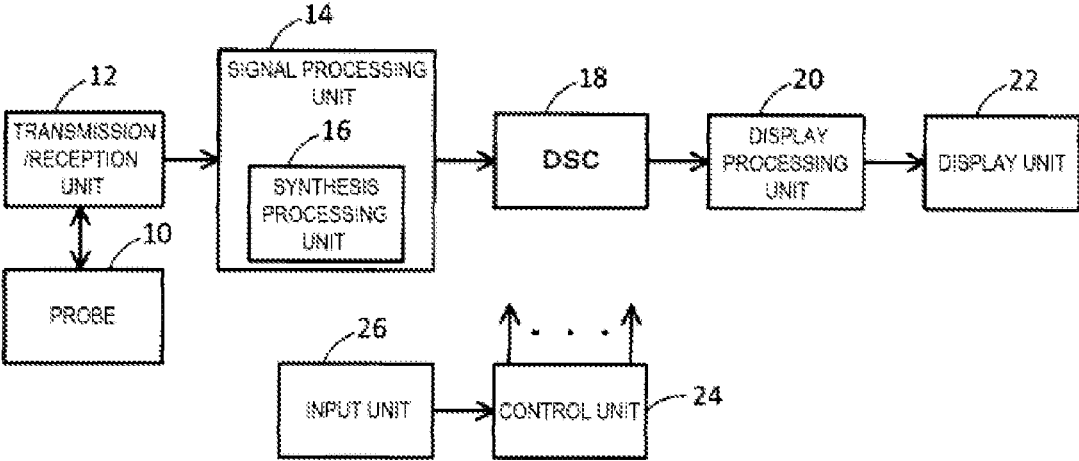 14
SIGNAL PROCESSING
UNIT
12
TRANSMISSION
/RECEPTION
UNIT
16
SYNTHESIS
PROCESSING
UNIT
18
DSC
20
DISPLAY
PROCESSING
UNIT
22
DISPLAY UNIT
10
PROBE
26
INPUT UNIT
CONTROL UNIT
24